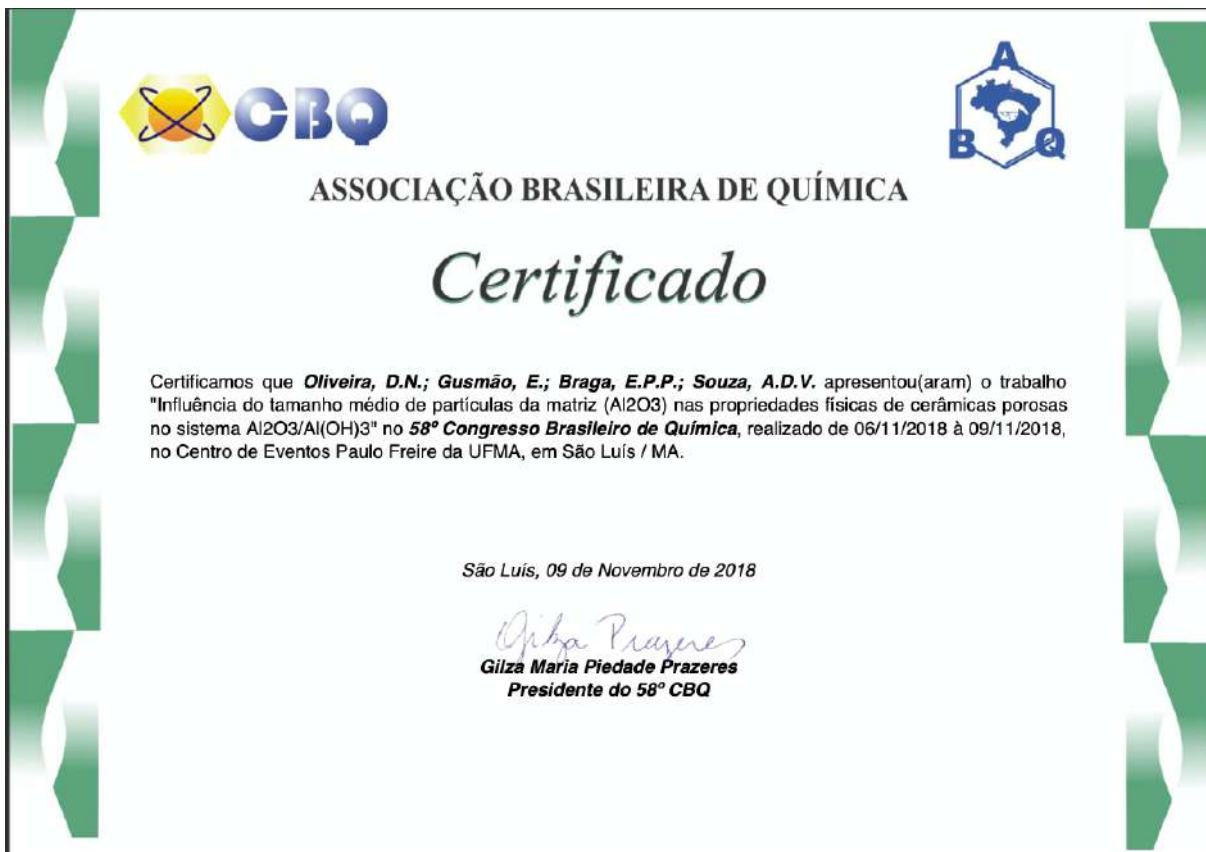 CBQ
A
B Q
ASSOCIAÇÃO BRASILEIRA DE QUÍMICA
Certificado
Certificamos que Oliveira, D.N.; Gusmão, E.; Braga, E.P.P.; Souza, A.D.V. apresentou(aram) o trabalho
"Influência do tamanho médio de partículas da matriz (Al2O3) nas propriedades físicas de cerâmicas porosas
no sistema Al2O3/Al(OH)3" no 58º Congresso Brasileiro de Química, realizado de 06/11/2018 à 09/11/2018,
no Centro de Eventos Paulo Freire da UFMA, em São Luís / MA.
São Luís, 09 de Novembro de 2018
Gilza Prazeres
Gilza Maria Piedade Prazeres
Presidente do 58º CBQ